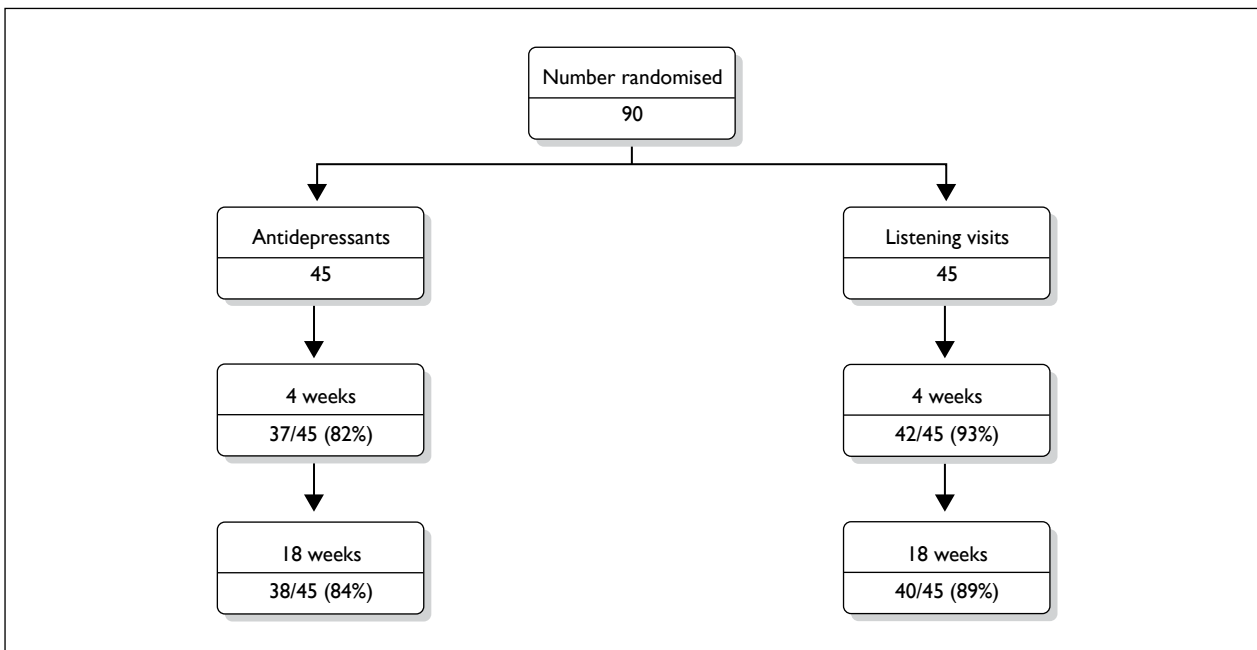 Number randomised
90
Antidepressants
45
Listening visits
45
4 weeks
37/45 (82%)
4 weeks
42/45 (93%)
18 weeks
38/45 (84%)
18 weeks
40/45 (89%)